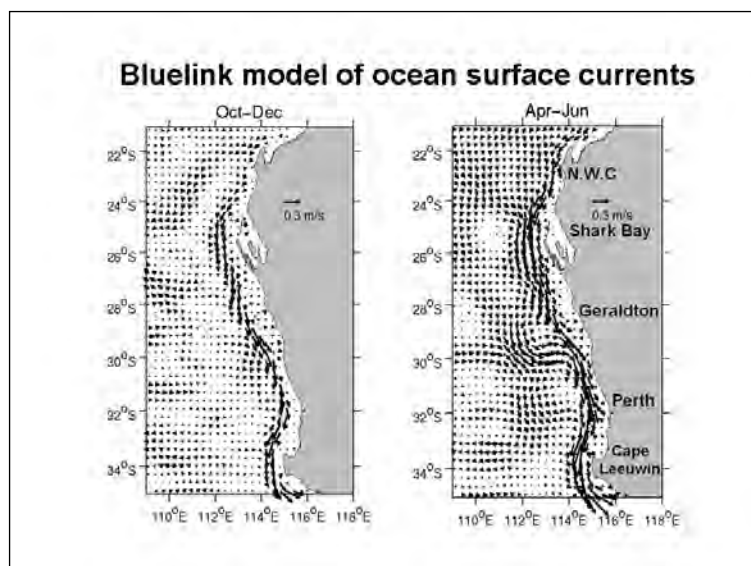 Bluelink model of ocean surface currents
Oct-Dec
22°S
24°S
26°S
28°S
30°S
32°S
34°S
0.3 m/s
110°E 112°E 114°E 116°E 118°E
Apr-Jun
22°S
24°S
26°S
28°S
30°S
32°S
34°S
N.W.C
0.3 m/s
Shark Bay
Geraldton
Perth
Cape
Leeuwin
110°E 112°E 114°E 116°E 118°E